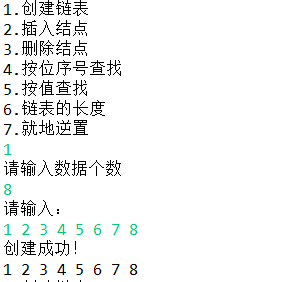 1.创建链表
2.插入结点
3.删除结点
4.按位序号查找
5.按值查找
6.链表的长度
7.就地逆置
1
请输入数据个数
8
请输入：
1 2 3 4 5 6 7 8
创建成功!
1 2 3 4 5 6 7 8